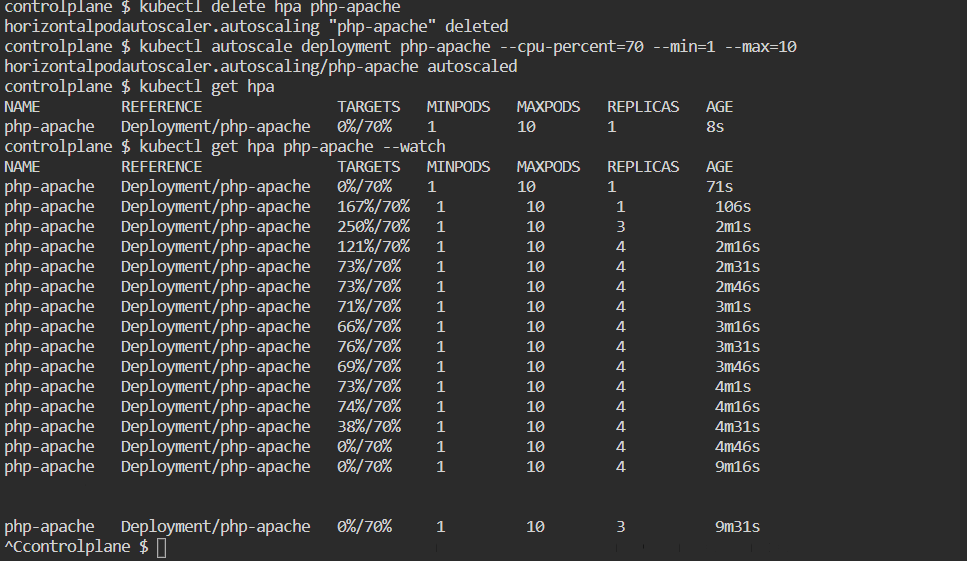 controlplane $ kubectl delete hpa php-apache
horizontalpodautoscaler.autoscaling "php-apache" deleted
controlplane $ kubectl autoscale deployment php-apache --cpu-percent=70 --min=1 --max=10
horizontalpodautoscaler.autoscaling/php-apache autoscaled
controlplane $ kubectl get hpa
NAME REFERENCE TARGETS MINPODS MAXPODS REPLICAS AGE
php-apache Deployment/php-apache 0%/70% 1 10 1 8s
controlplane $ kubectl get hpa php-apache --watch
NAME REFERENCE TARGETS MINPODS MAXPODS REPLICAS AGE
php-apache Deployment/php-apache 0%/70% 1 10 1 71s
php-apache Deployment/php-apache 167%/70% 1 10 1 106s
php-apache Deployment/php-apache 250%/70% 1 10 3 2m1s
php-apache Deployment/php-apache 121%/70% 1 10 4 2m16s
php-apache Deployment/php-apache 73%/70% 1 10 4 2m31s
php-apache Deployment/php-apache 73%/70% 1 10 4 2m46s
php-apache Deployment/php-apache 71%/70% 1 10 4 3m1s
php-apache Deployment/php-apache 66%/70% 1 10 4 3m16s
php-apache Deployment/php-apache 76%/70% 1 10 4 3m31s
php-apache Deployment/php-apache 69%/70% 1 10 4 3m46s
php-apache Deployment/php-apache 73%/70% 1 10 4 4m1s
php-apache Deployment/php-apache 74%/70% 1 10 4 4m16s
php-apache Deployment/php-apache 38%/70% 1 10 4 4m31s
php-apache Deployment/php-apache 0%/70% 1 10 4 4m46s
php-apache Deployment/php-apache 0%/70% 1 10 4 9m16s
php-apache Deployment/php-apache 0%/70% 1 10 3 9m31s
^Ccontrolplane $